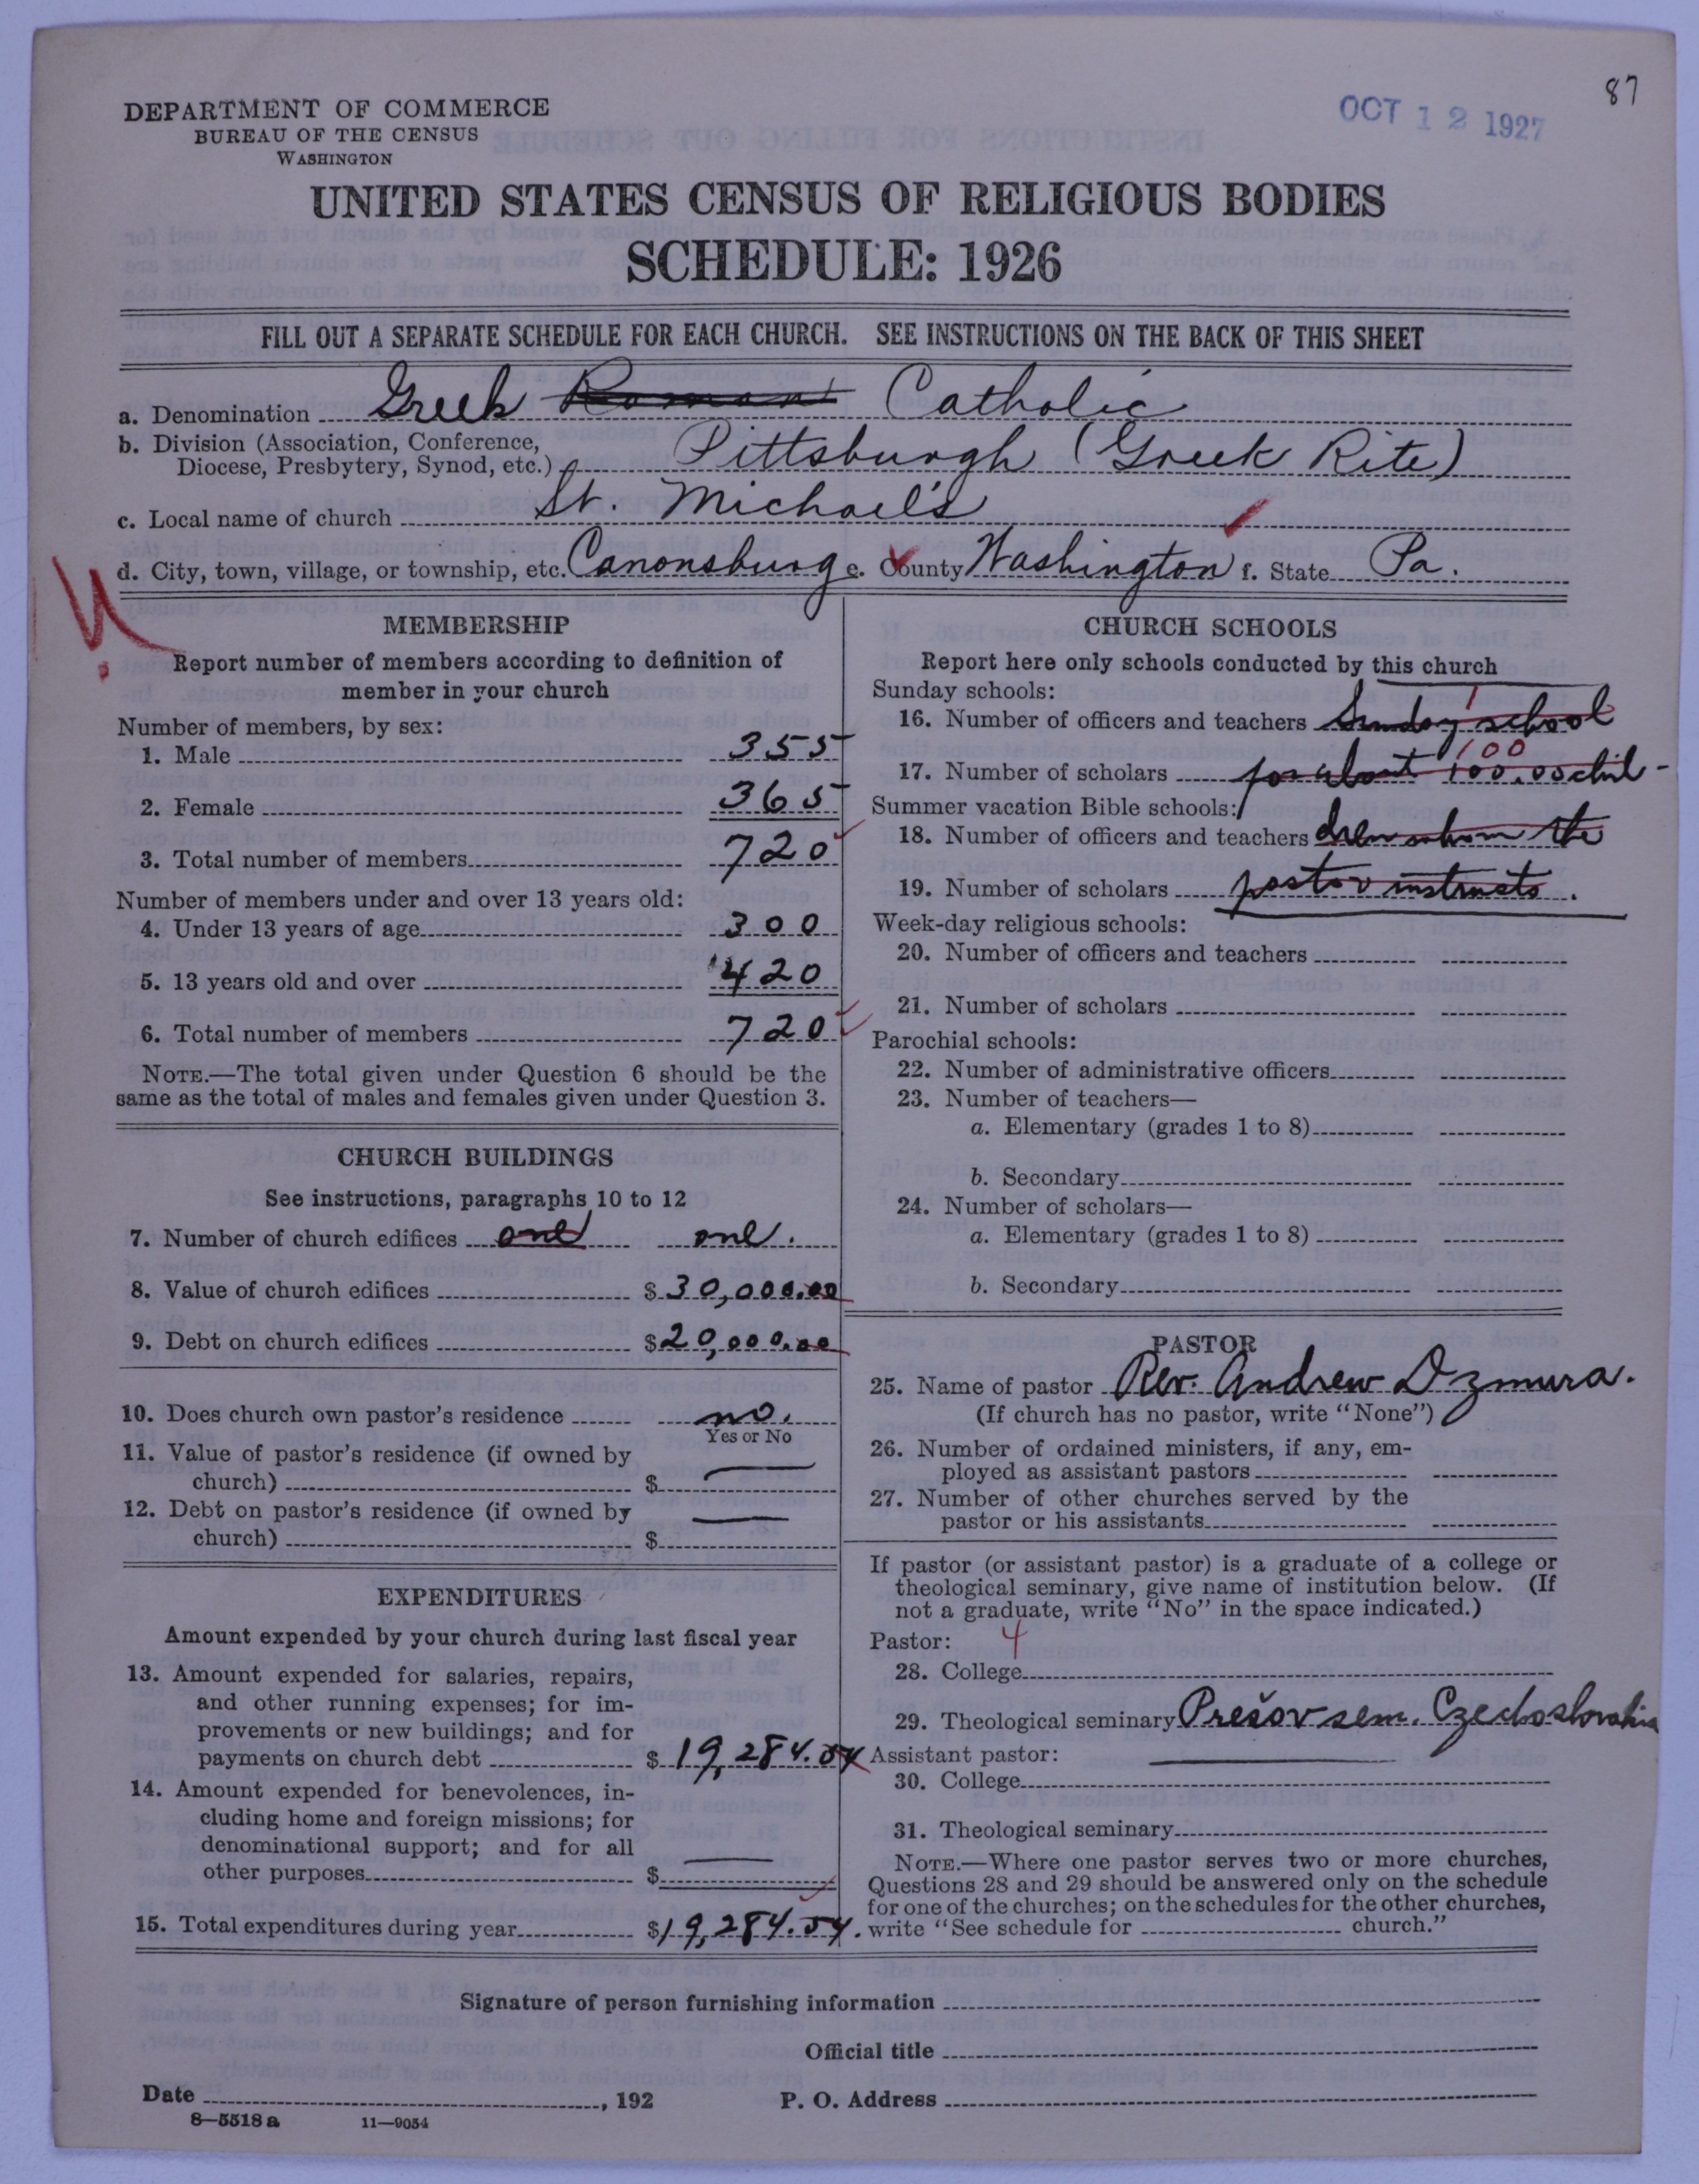 87
OCT 12 1927
DEPARTMENT OF COMMERCE
BUREAU OF THE CENSUS
WASHINGTON
UNITED STATES CENSUS OF RELIGIOUS BODIES
SCHEDULE: 1926
FILL OUT A SEPARATE SCHEDULE FOR EACH CHURCH. SEE INSTRUCTIONS ON THE BACK OF THIS SHEET
a. Denomination Greek Roman Catholic
b. Division (Association, Conference,
Diocese, Presbytery, Synod, etc.) Pittsburgh (Greek Rite)
c. Local name of church St. Michael's
d. City, town, village, or township, etc. Canonsburg e. County Washington f. State Pa.
MEMBERSHIP
Report number of members according to definition of
member in your church
Number of members, by sex:
1. Male 355
2. Female 365
3. Total number of members 720
Number of members under and over 13 years old:
4. Under 13 years of age 300
5. 13 years old and over 420
6. Total number of members 720
NOTE.—The total given under Question 6 should be the
same as the total of males and females given under Question 3.
CHURCH BUILDINGS
See instructions, paragraphs 10 to 12
7. Number of church edifices one one.
8. Value of church edifices $30,000.00
9. Debt on church edifices $20,000.00
10. Does church own pastor's residence no.
Yes or No
11. Value of pastor's residence (if owned by
church) $ —
12. Debt on pastor's residence (if owned by
church) $ —
EXPENDITURES
Amount expended by your church during last fiscal year
13. Amount expended for salaries, repairs,
and other running expenses; for im-
provements or new buildings; and for
payments on church debt $19,284.54
14. Amount expended for benevolences, in-
cluding home and foreign missions; for
denominational support; and for all
other purposes $ —
15. Total expenditures during year $19,284.54.
CHURCH SCHOOLS
Report here only schools conducted by this church
Sunday schools:
1
16. Number of officers and teachers Sunday school
100
17. Number of scholars for about 100.00 chil-
Summer vacation Bible schools:
18. Number of officers and teachers dren whom the
19. Number of scholars pastor instructs.
Week-day religious schools:
20. Number of officers and teachers
21. Number of scholars
Parochial schools:
22. Number of administrative officers
23. Number of teachers—
a. Elementary (grades 1 to 8)
b. Secondary
24. Number of scholars—
a. Elementary (grades 1 to 8)
b. Secondary
PASTOR
25. Name of pastor Rev. Andrew Dzmura.
(If church has no pastor, write "None")
26. Number of ordained ministers, if any, em-
ployed as assistant pastors
27. Number of other churches served by the
pastor or his assistants
If pastor (or assistant pastor) is a graduate of a college or
theological seminary, give name of institution below. (If
not a graduate, write "No" in the space indicated.)
Pastor: 4
28. College
29. Theological seminary Prešov sem. Czechoslovakia
Assistant pastor: —
30. College
31. Theological seminary
NOTE.—Where one pastor serves two or more churches,
Questions 28 and 29 should be answered only on the schedule
for one of the churches; on the schedules for the other churches,
write "See schedule for church."
Signature of person furnishing information
Official title
Date , 192 P. O. Address
8—5518 a 11—9054